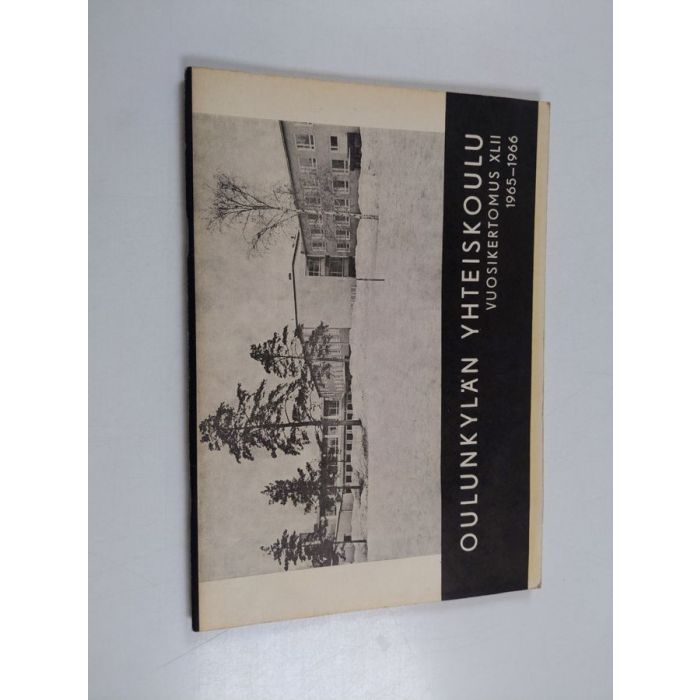 OULUNKYLÄN YHTEISKOULU
VUOSIKERTOMUS XLII
1965–1966